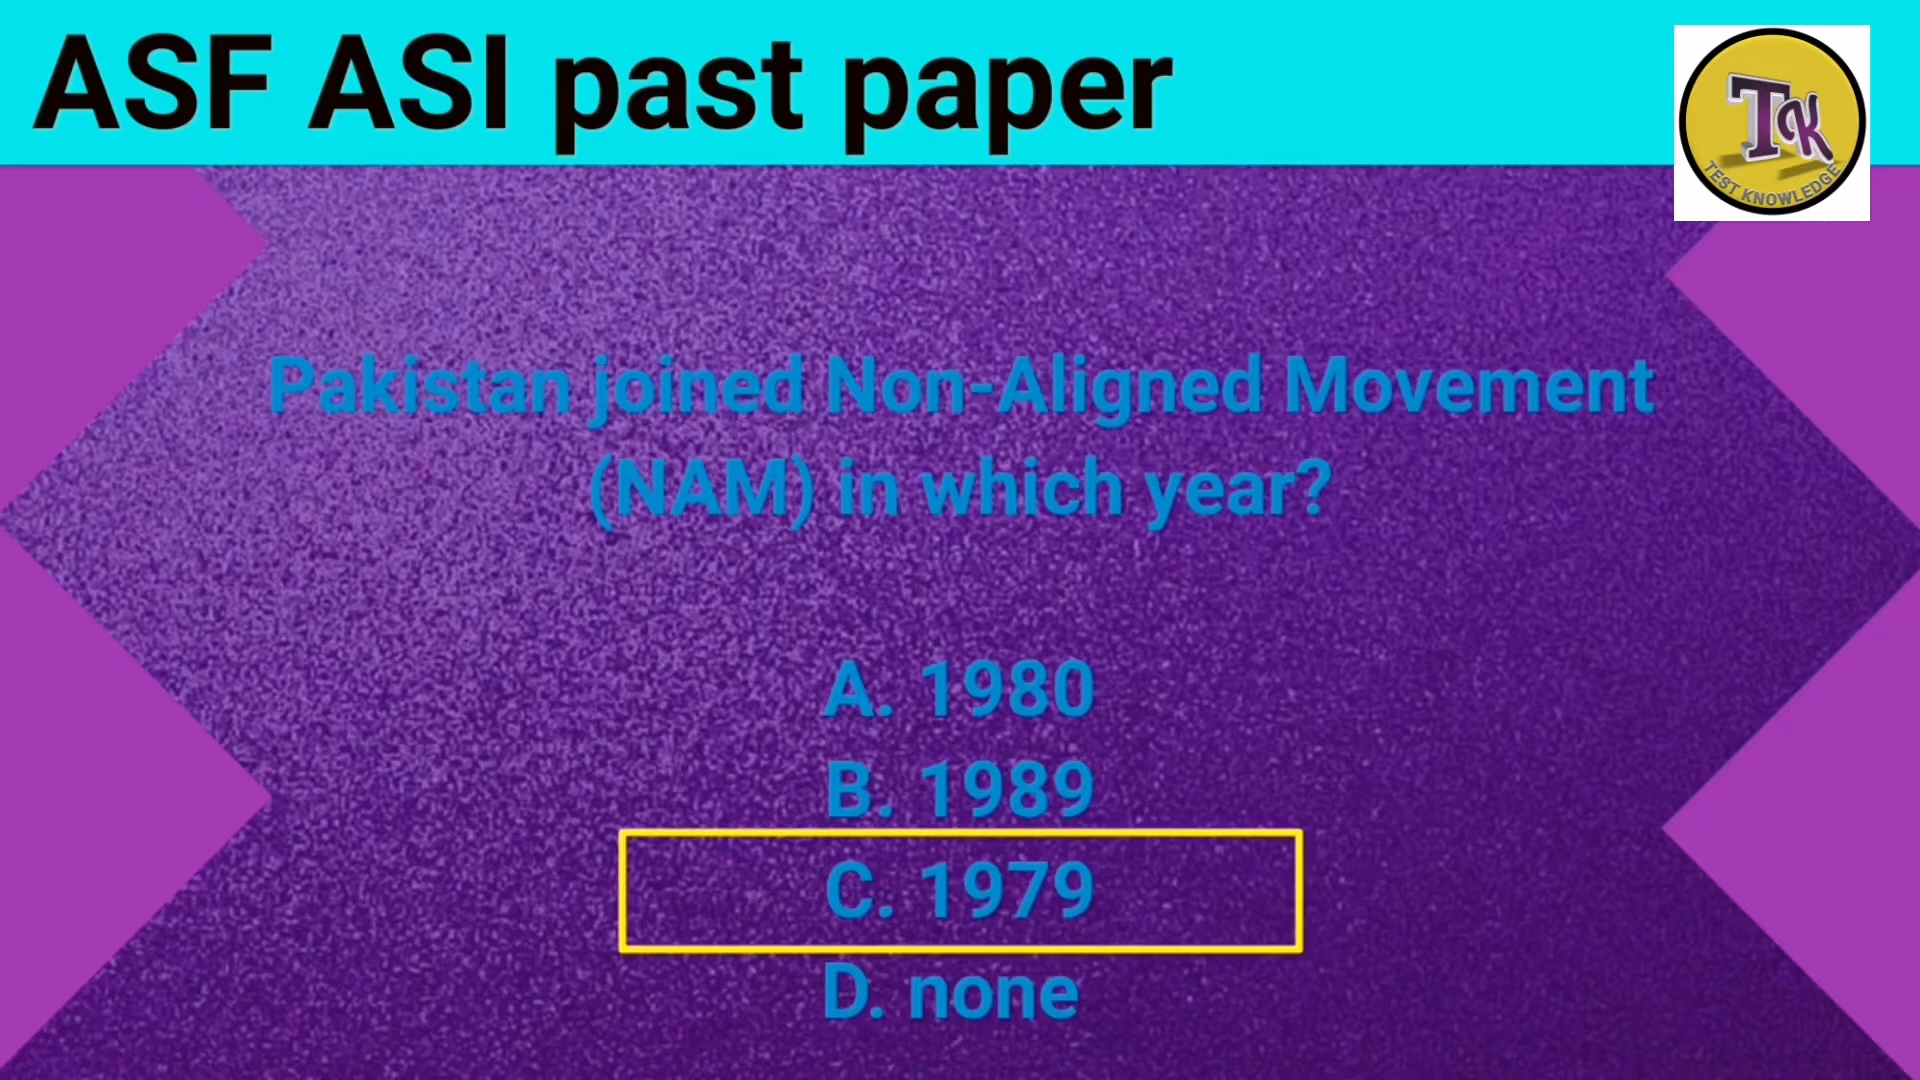 ASF ASI past paper
TK
TEST KNOWLEDGE
Pakistan joined Non-Aligned Movement
(NAM) in which year?
A. 1980
B. 1989
C. 1979
D. none